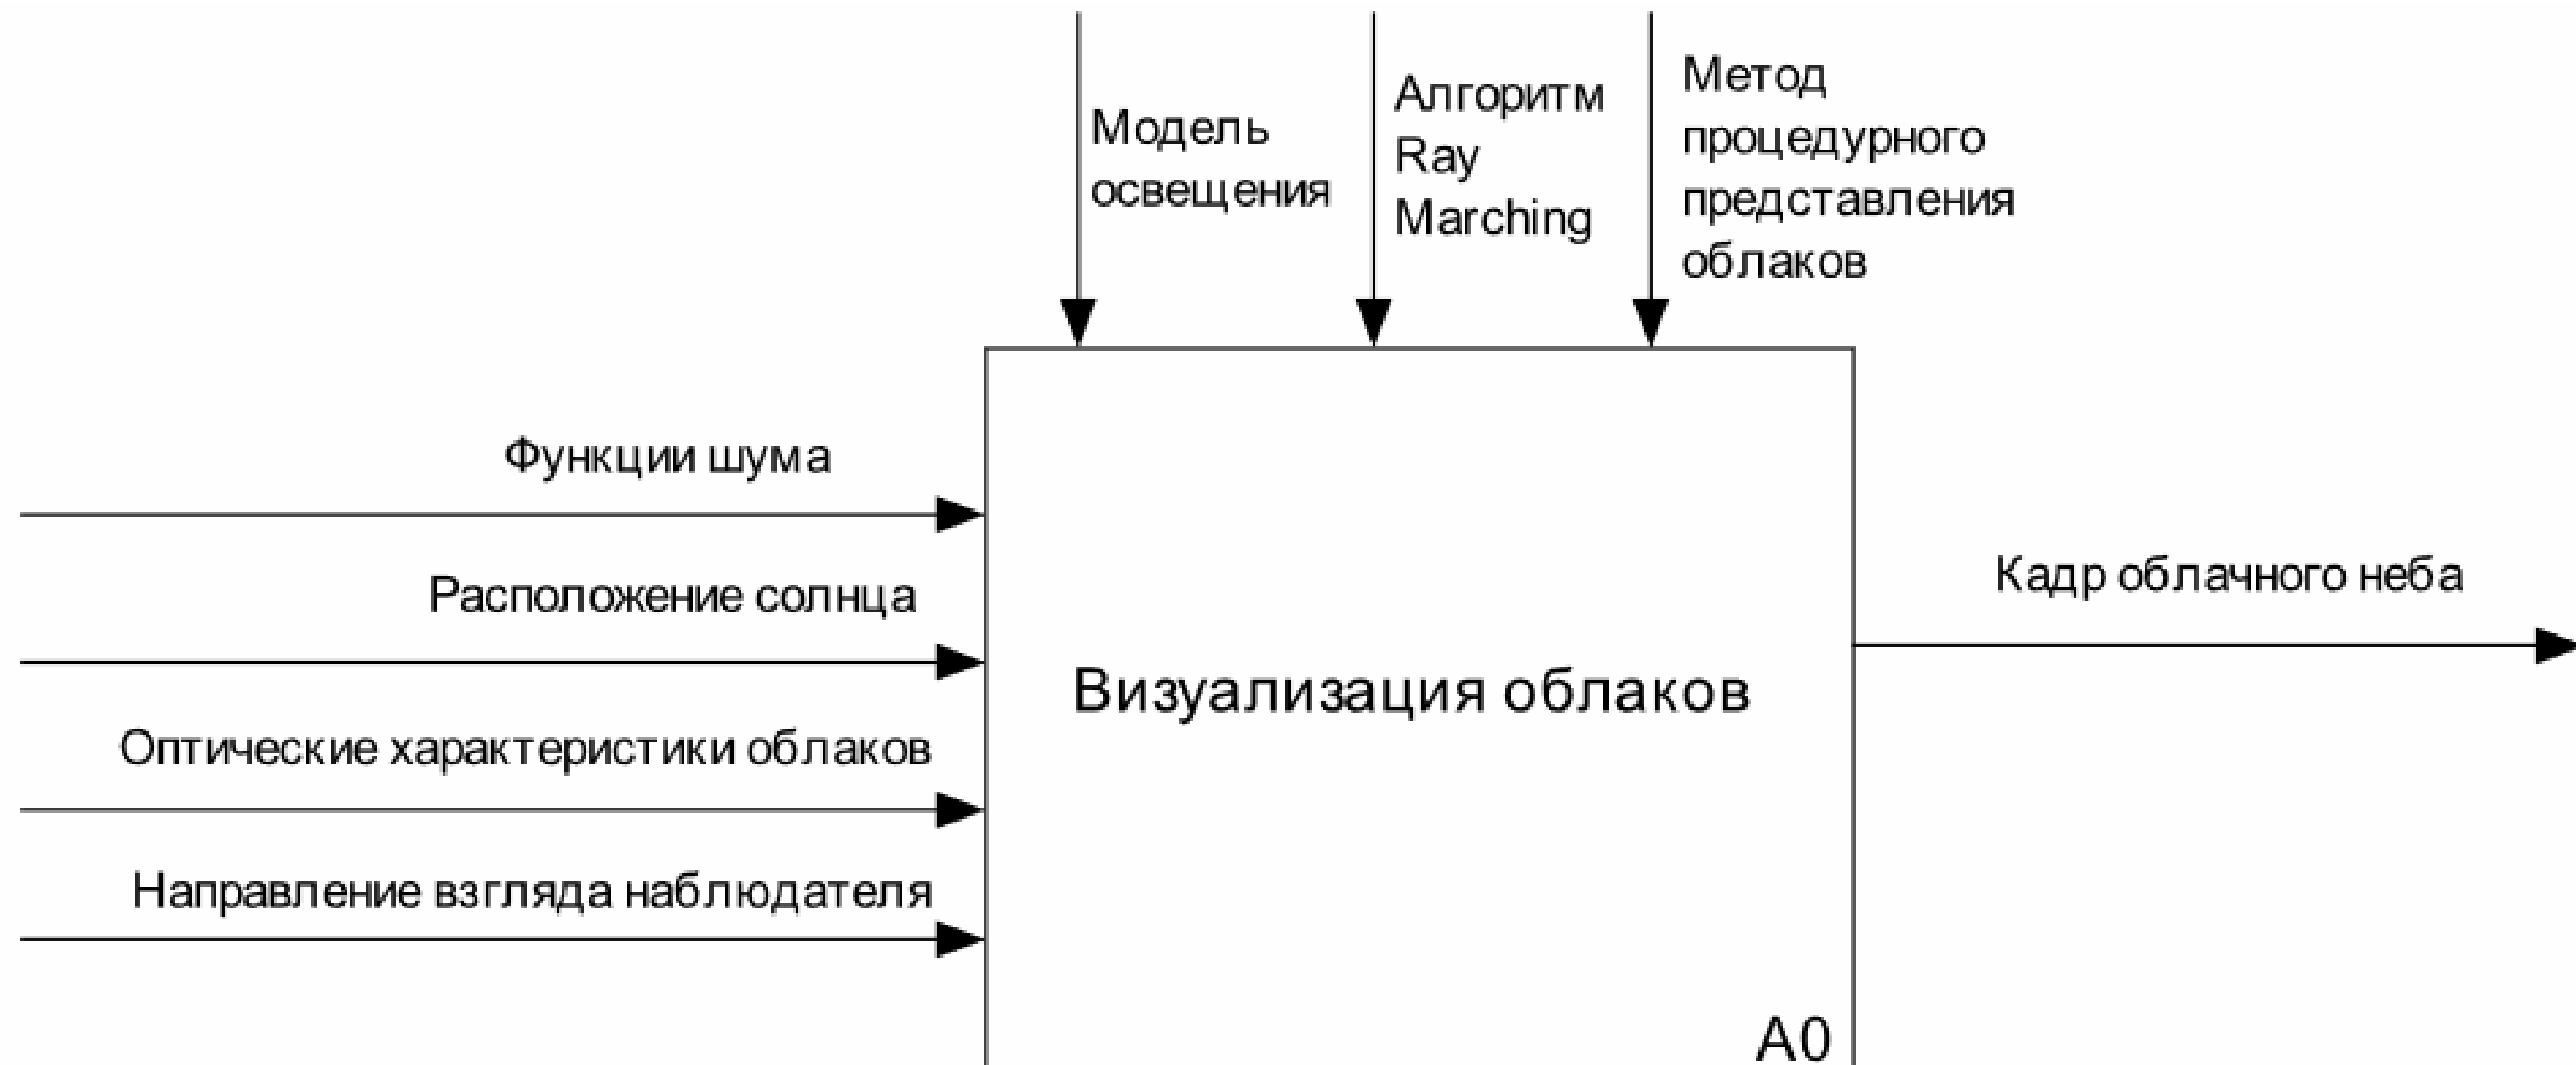 Модель
освещения
Алгоритм
Ray
Marching
Метод
процедурного
представления
облаков
Функции шума
Расположение солнца
Оптические характеристики облаков
Направление взгляда наблюдателя
Визуализация облаков
A0
Кадр облачного неба